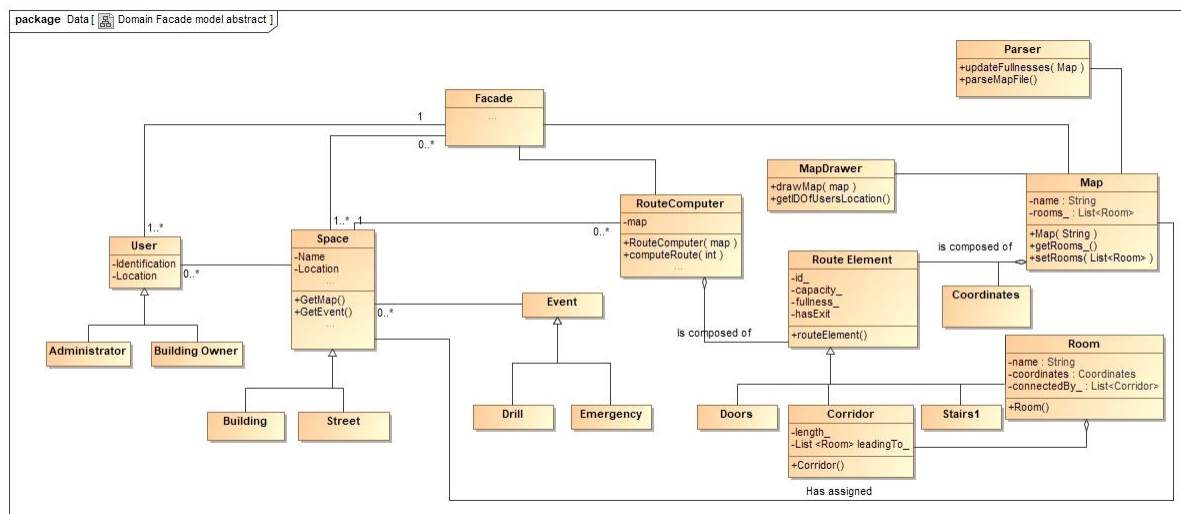 package Data [ Domain Facade model abstract ]
Parser
+updateFullnesses( Map )
+parseMapFile()
Facade
...
1
0..*
MapDrawer
+drawMap( map )
+getIDOfUsersLocation()
Map
-name : String
-rooms_ : List<Room>
+Map( String )
+getRooms_()
+setRooms( List<Room> )
RouteComputer
-map
+RouteComputer( map )
+computeRoute( int )
...
1..*
1..*
1
0..*
User
-Identification
-Location
0..*
Space
-Name
-Location
...
+GetMap()
+GetEvent()
...
is composed of
Route Element
-id_
-capacity_
-fullness_
-hasExit
+routeElement()
Coordinates
Event
0..*
Is composed of
Administrator
Building Owner
Room
-name : String
-coordinates : Coordinates
-connectedBy_ : List<Corridor>
+Room()
Building
Street
Drill
Emergency
Doors
Corridor
-length_
-List <Room> leadingTo_
+Corridor()
Stairs1
Has assigned